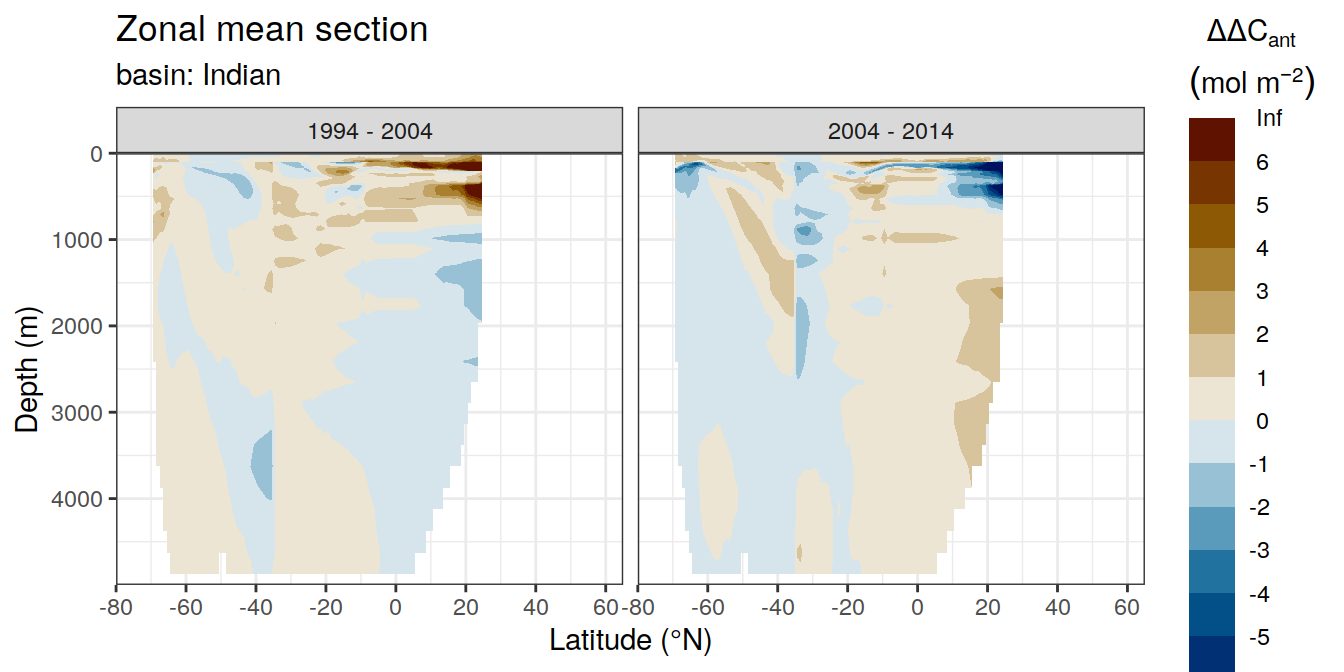 Zonal mean section
basin: Indian
ΔΔCant
(mol m−2)
1994 - 2004
2004 - 2014
Inf
6
5
4
3
2
1
0
-1
-2
-3
-4
-5
Depth (m)
0
1000
2000
3000
4000
-80 -60 -40 -20 0 20 40 60
-80 -60 -40 -20 0 20 40 60
Latitude (°N)